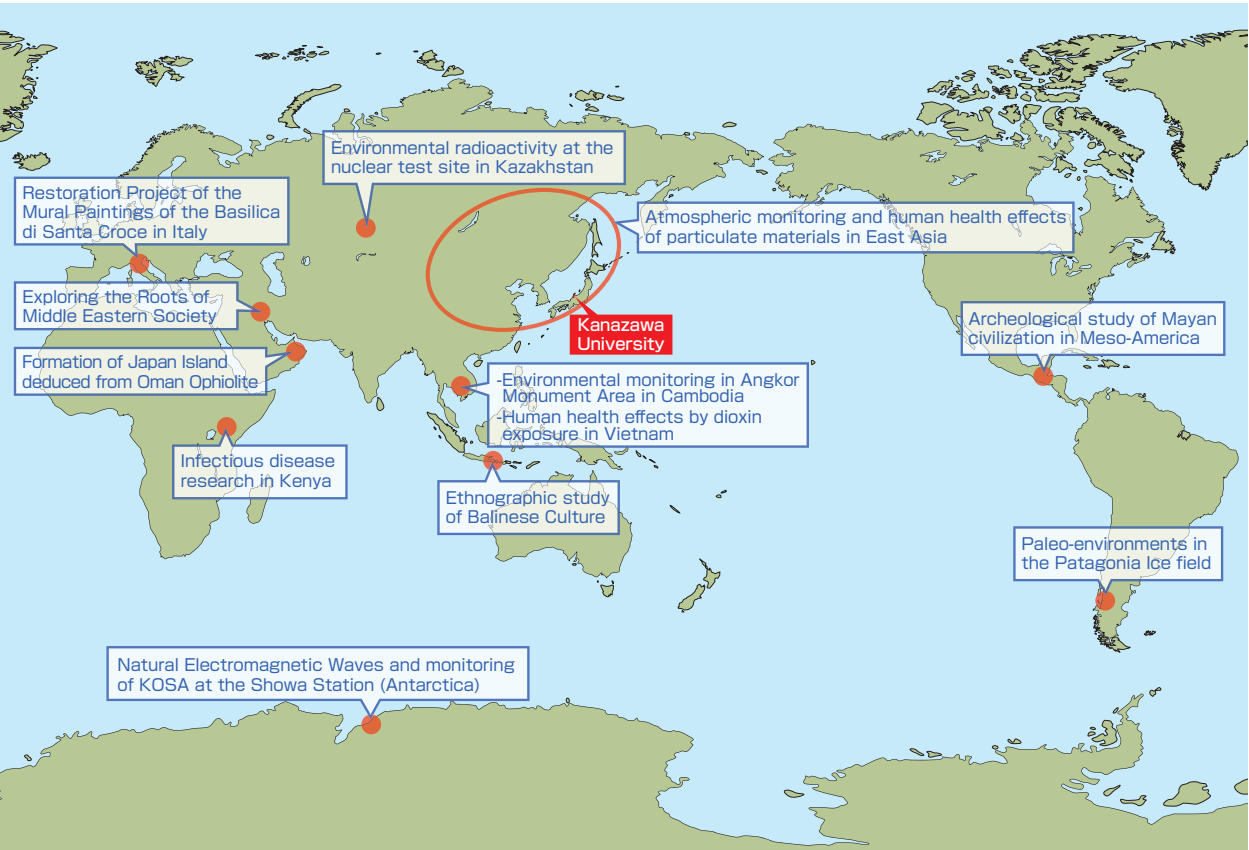 Environmental radioactivity at the
nuclear test site in Kazakhstan
Restoration Project of the
Mural Paintings of the Basilica
di Santa Croce in Italy
Atmospheric monitoring and human health effects
of particulate materials in East Asia
Exploring the Roots of
Middle Eastern Society
Kanazawa
University
Archeological study of Mayan
civilization in Meso-America
Formation of Japan Island
deduced from Oman Ophiolite
-Environmental monitoring in Angkor
Monument Area in Cambodia
-Human health effects by dioxin
exposure in Vietnam
Infectious disease
research in Kenya
Ethnographic study
of Balinese Culture
Paleo-environments in
the Patagonia Ice field
Natural Electromagnetic Waves and monitoring
of KOSA at the Showa Station (Antarctica)